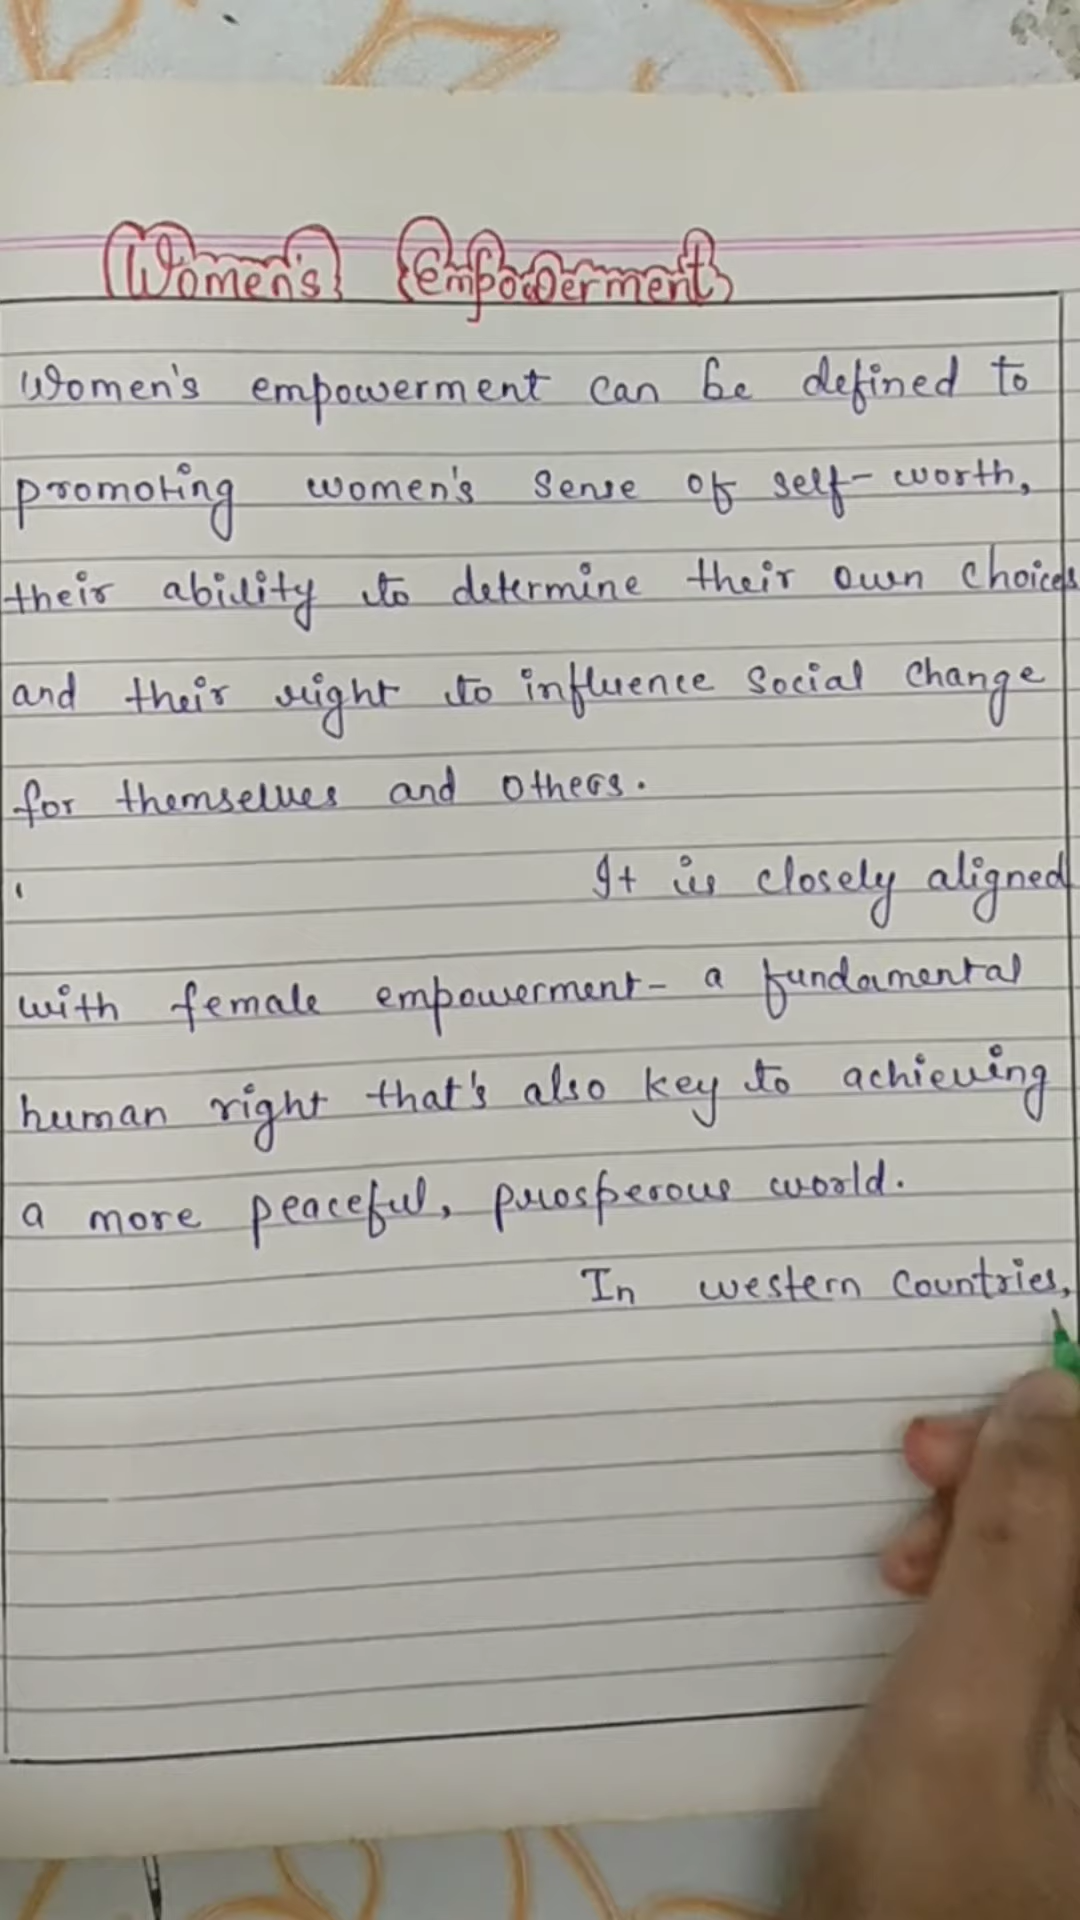 Women's Empowerment
Women's empowerment can be defined to
promoting women's sense of self-worth,
their ability to determine their own choices
and their right to influence social change
for themselves and others.
It is closely aligned
with female empowerment- a fundamental
human right that's also key to achieving
a more peaceful, prosperous world.
In western countries,